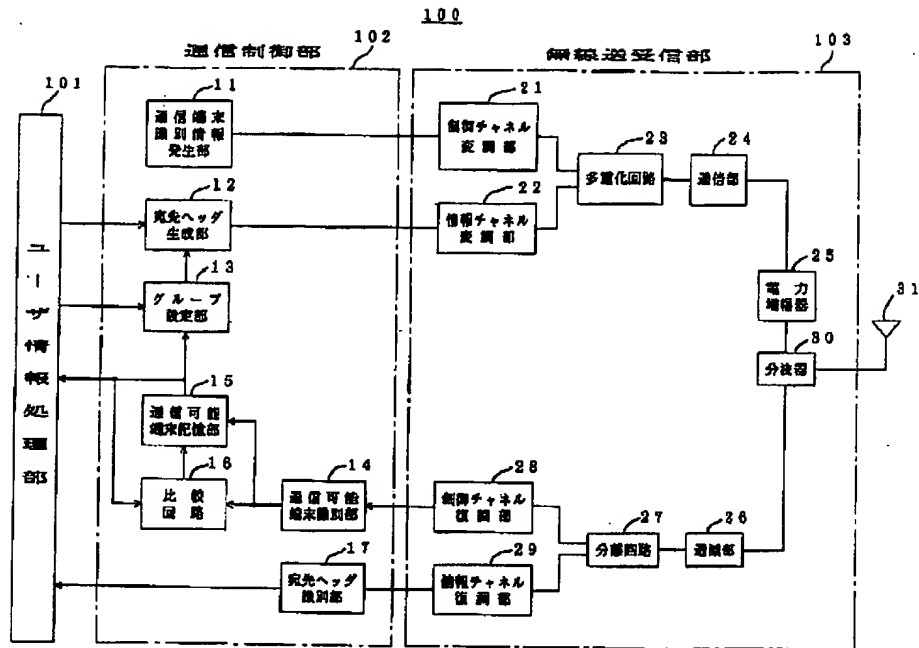 100
通信制御部
102
無線送受信部
103
101
ユーザ情報処理部
11
通信端末
識別情報
発生部
12
宛先ヘッダ
生成部
13
グループ
設定部
15
通信可能
端末記憶部
16
比較
回路
14
通信可能
端末識別部
17
宛先ヘッダ
識別部
21
制御チャネル
変調部
22
情報チャネル
変調部
23
多重化回路
24
送信部
25
電力
増幅器
30
分波器
31
28
制御チャネル
復調部
29
情報チャネル
復調部
27
分離回路
26